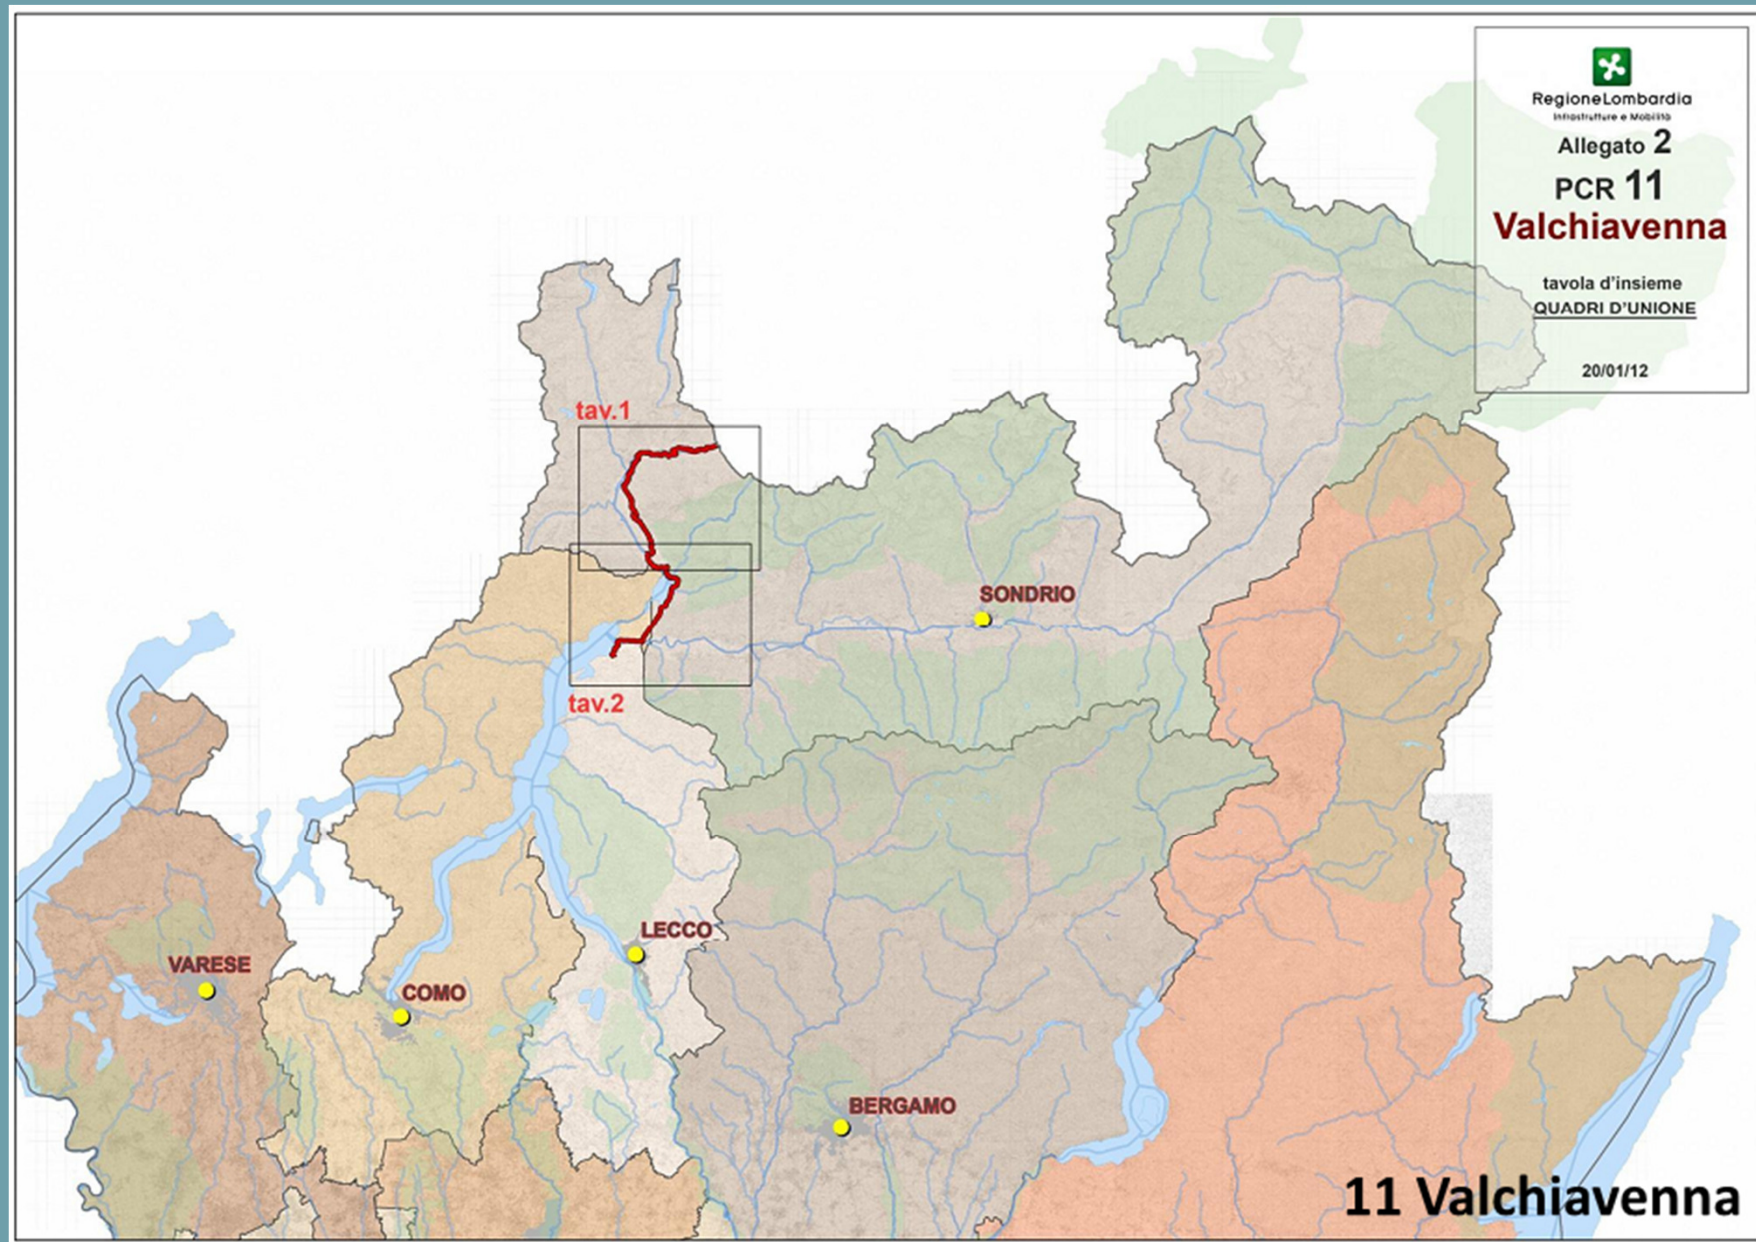 RegioneLombardia
Infrastrutture e Mobilità
Allegato 2
PCR 11
Valchiavenna
tavola d'insieme
QUADRI D'UNIONE
20/01/12
tav.1
SONDRIO
tav.2
LECCO
VARESE
COMO
BERGAMO
11 Valchiavenna